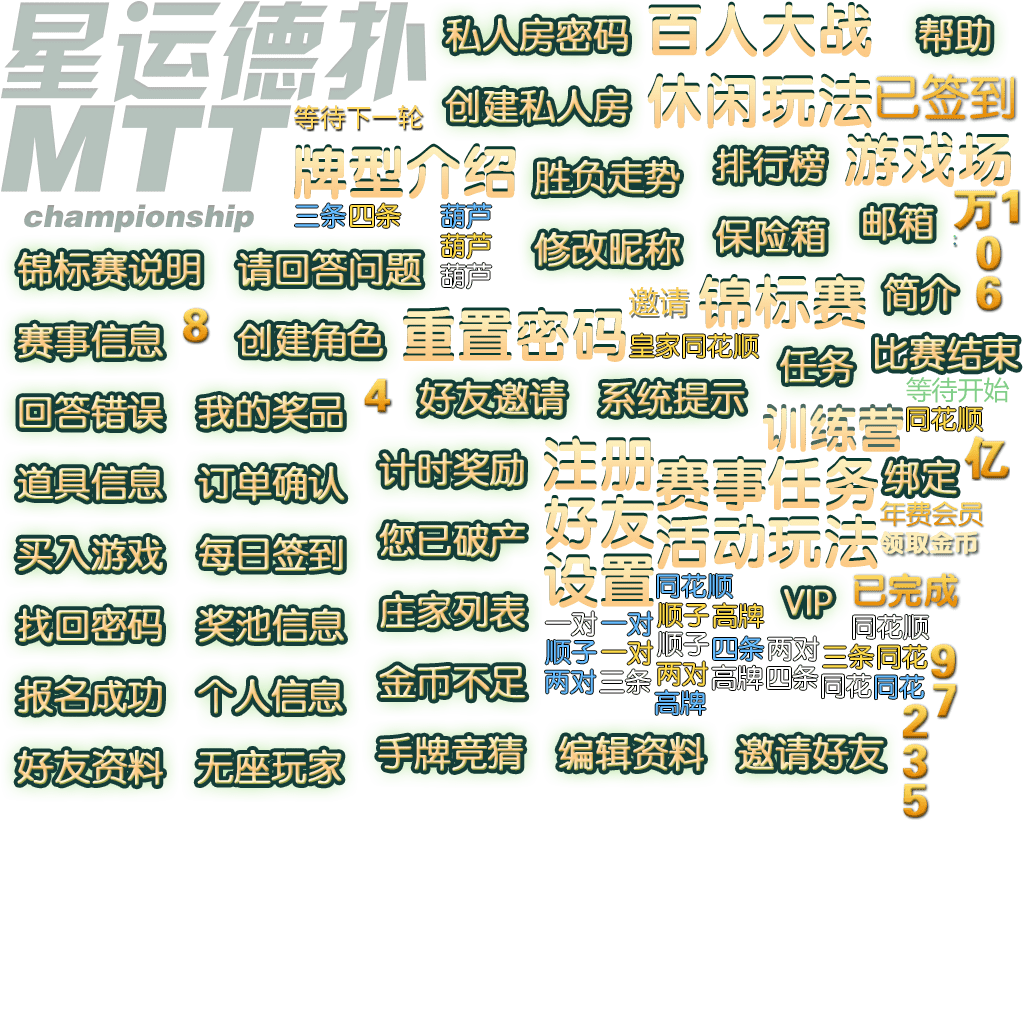 星运德扑
MTT
championship
私人房密码
百人大战
帮助
等待下一轮
创建私人房
休闲玩法
已签到
牌型介绍
胜负走势
排行榜
游戏场
三条
四条
葫芦
葫芦
葫芦
修改昵称
保险箱
邮箱
万
1
0
6
锦标赛说明
请回答问题
邀请
锦标赛
简介
赛事信息
8
创建角色
重置密码
皇家同花顺
任务
比赛结束
等待开始
回答错误
我的奖品
4
好友邀请
系统提示
训练营
同花顺
道具信息
订单确认
计时奖励
注册
赛事任务
绑定
亿
买入游戏
每日签到
您已破产
好友
活动玩法
年费会员
领取金币
设置
同花顺
VIP
已完成
找回密码
奖池信息
庄家列表
一对
一对
顺子
高牌
同花顺
顺子
一对
顺子
四条
两对
三条
同花
9
报名成功
个人信息
金币不足
两对
三条
两对
高牌
四条
同花
同花
7
高牌
2
好友资料
无座玩家
手牌竞猜
编辑资料
邀请好友
3
5